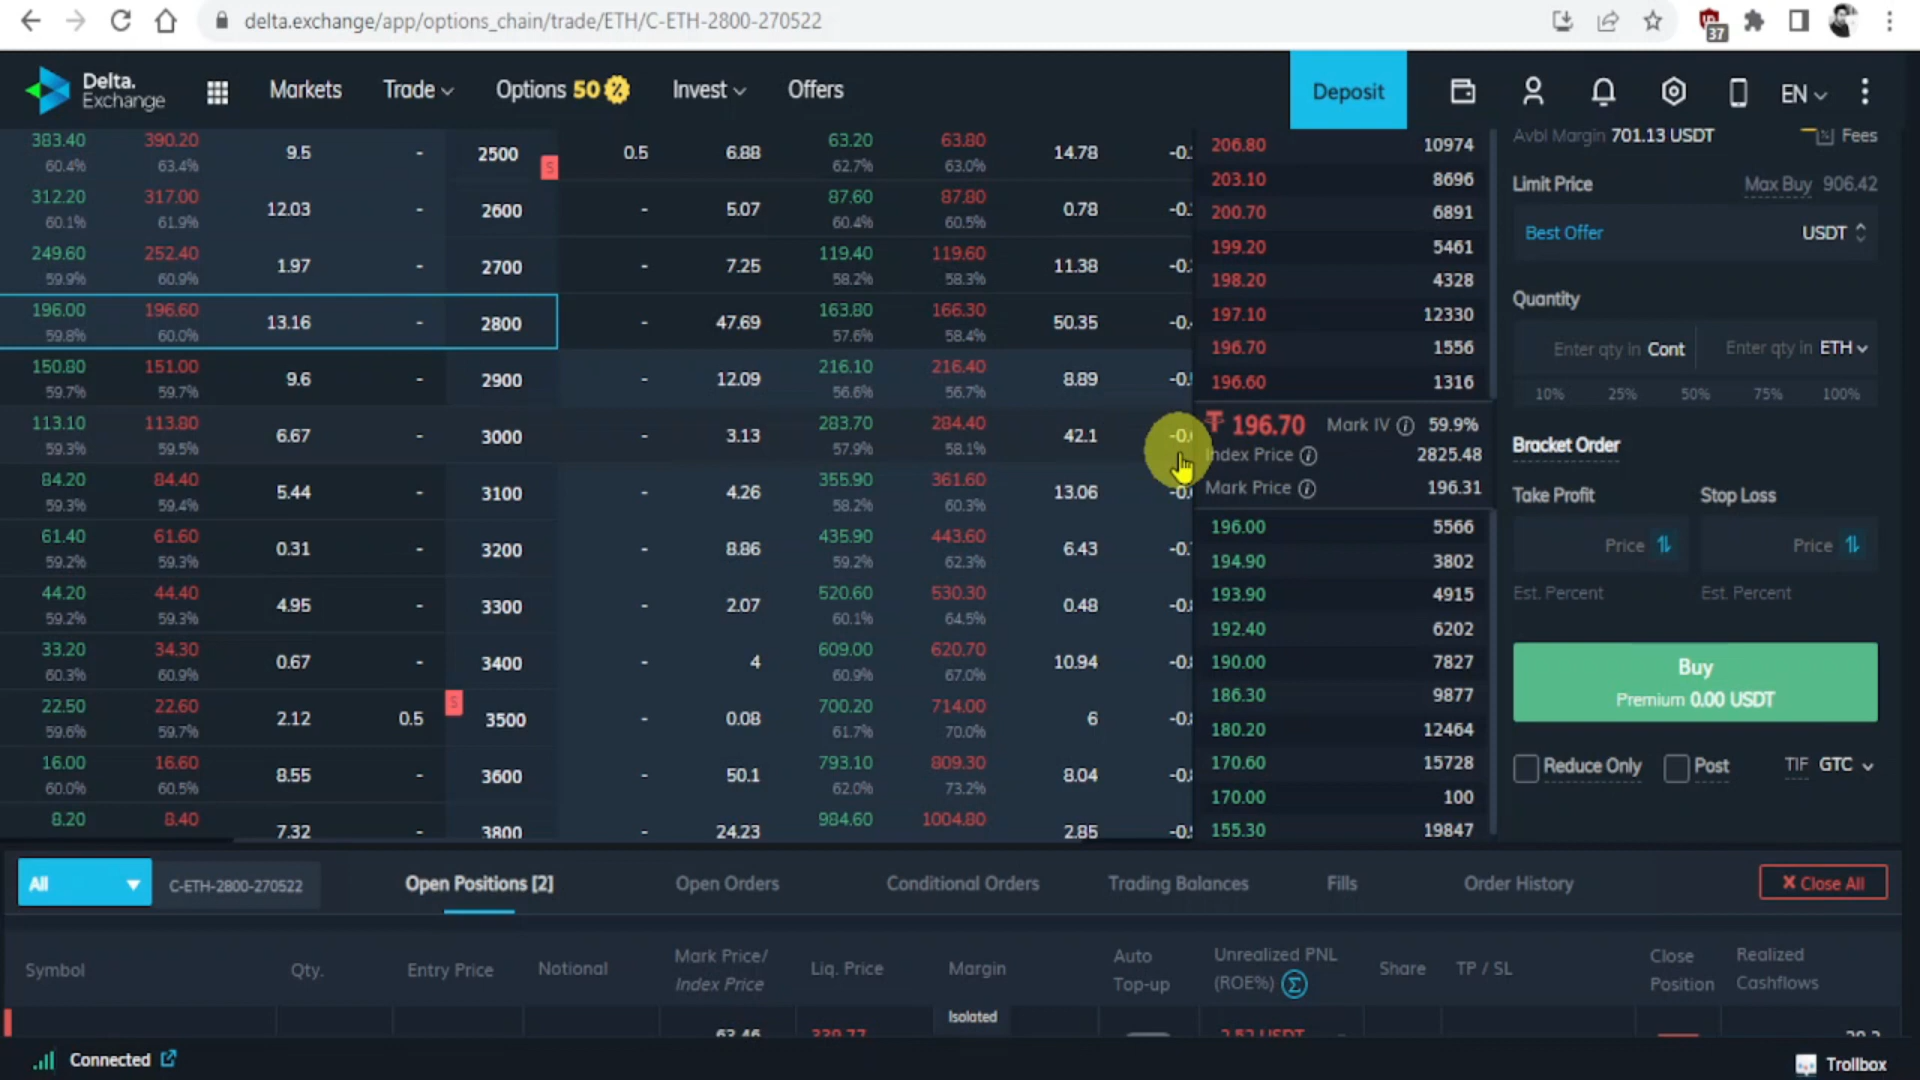 delta.exchange/app/options_chain/trade/ETH/C-ETH-2800-270522
37
Delta.
Exchange
Markets
Trade
Options 50
Invest
Offers
Deposit
EN
383.40 390.20 9.5 - 2500 S 0.5 6.88 63.20 63.80 14.78
60.4% 63.4% 62.7% 63.0%
312.20 317.00 12.03 - 2600 - 5.07 87.60 87.80 0.78
60.1% 61.9% 60.4% 60.5%
249.60 252.40 1.97 - 2700 - 7.25 119.40 119.60 11.38
59.9% 60.9% 58.2% 58.3%
196.00 196.60 13.16 - 2800 - 47.69 163.80 166.30 50.35
59.8% 60.0% 57.6% 58.4%
150.80 151.00 9.6 - 2900 - 12.09 216.10 216.40 8.89
59.7% 59.7% 56.6% 56.7%
113.10 113.80 6.67 - 3000 - 3.13 283.70 284.40 42.1
59.3% 59.5% 57.9% 58.1%
84.20 84.40 5.44 - 3100 - 4.26 355.90 361.60 13.06
59.3% 59.4% 58.2% 60.3%
61.40 61.60 0.31 - 3200 - 8.86 435.90 443.60 6.43
59.2% 59.3% 59.2% 62.3%
44.20 44.40 4.95 - 3300 - 2.07 520.60 530.30 0.48
59.2% 59.3% 60.1% 64.5%
33.20 34.30 0.67 - 3400 - 4 609.00 620.70 10.94
60.3% 60.9% 60.9% 67.0%
22.50 22.60 2.12 0.5 S 3500 - 0.08 700.20 714.00 6
59.6% 59.7% 61.7% 70.0%
16.00 16.60 8.55 - 3600 - 50.1 793.10 809.30 8.04
60.0% 60.5% 62.0% 73.2%
8.20 8.40 7.32 - 3800 - 24.23 984.60 1004.80 2.85
206.80 10974
203.10 8696
200.70 6891
199.20 5461
198.20 4328
197.10 12330
196.70 1556
196.60 1316
196.70 Mark IV 59.9%
Index Price 2825.48
Mark Price 196.31
196.00 5566
194.90 3802
193.90 4915
192.40 6202
190.00 7827
186.30 9877
180.20 12464
170.60 15728
170.00 100
155.30 19847
Avbl Margin 701.13 USDT
Fees
Limit Price
Max Buy 906.42
Best Offer
USDT
Quantity
Enter qty in Cont
Enter qty in ETH
10% 25% 50% 75% 100%
Bracket Order
Take Profit
Stop Loss
Price
Price
Est. Percent
Est. Percent
Buy
Premium 0.00 USDT
Reduce Only
Post
TIF GTC
All
C-ETH-2800-270522
Open Positions [2]
Open Orders
Conditional Orders
Trading Balances
Fills
Order History
Close All
Symbol
Qty.
Entry Price
Notional
Mark Price/
Index Price
Liq. Price
Margin
Auto
Top-up
Unrealized PNL
(ROE%)
Share
TP / SL
Close
Position
Realized
Cashflows
Isolated
Connected
Trollbox